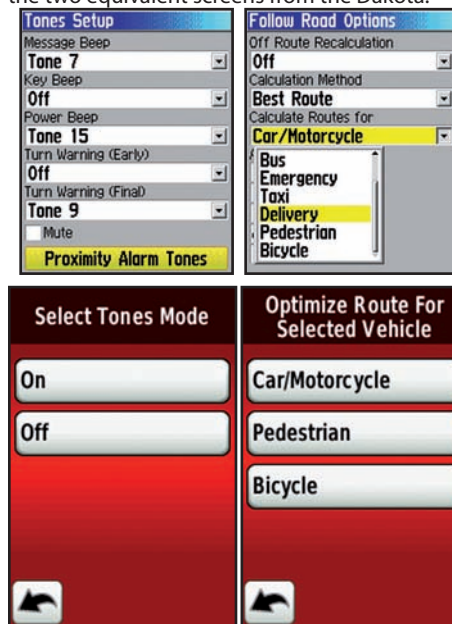 the two equivalent screens from the Dakota.
Tones Setup
Message Beep
Tone 7
Key Beep
Off
Power Beep
Tone 15
Turn Warning (Early)
Off
Turn Warning (Final)
Tone 9
Mute
Proximity Alarm Tones
Follow Road Options
Off Route Recalculation
Off
Calculation Method
Best Route
Calculate Routes for
Car/Motorcycle
Bus
Emergency
Taxi
Delivery
Pedestrian
Bicycle
Select Tones Mode
On
Off
Optimize Route For
Selected Vehicle
Car/Motorcycle
Pedestrian
Bicycle